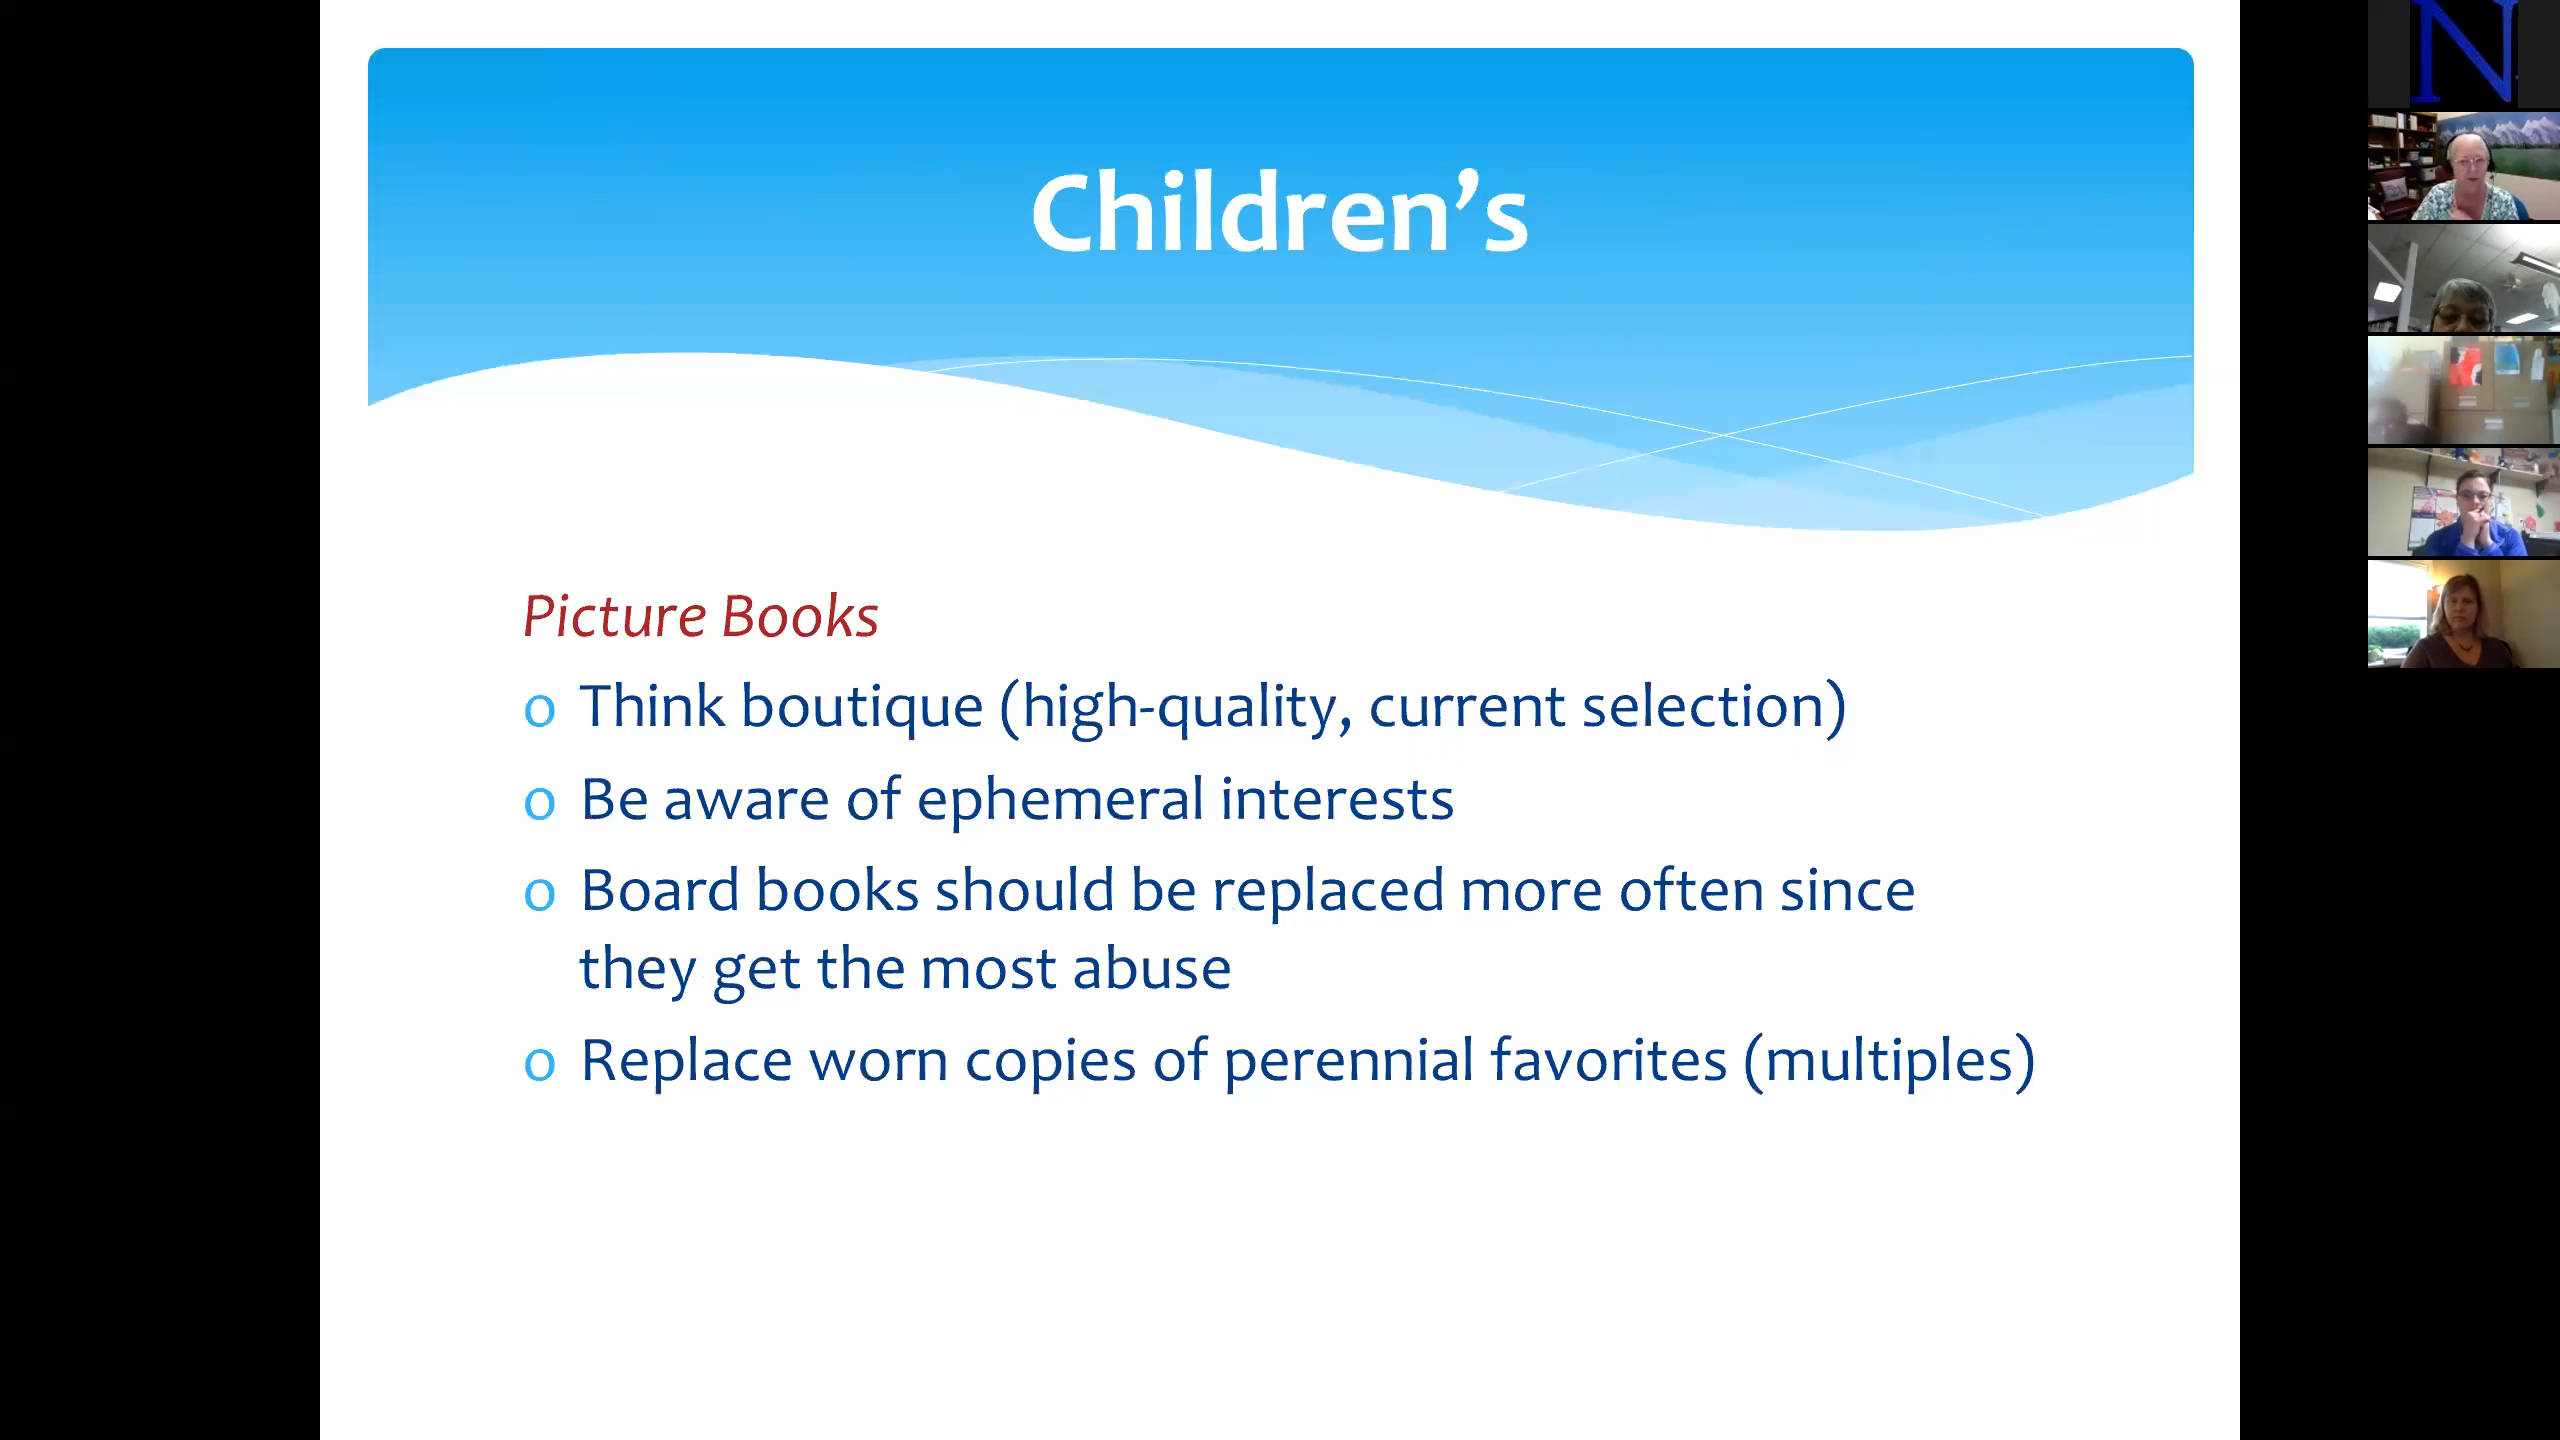 Children’s
Picture Books
o Think boutique (high-quality, current selection)
o Be aware of ephemeral interests
o Board books should be replaced more often since
they get the most abuse
o Replace worn copies of perennial favorites (multiples)
N